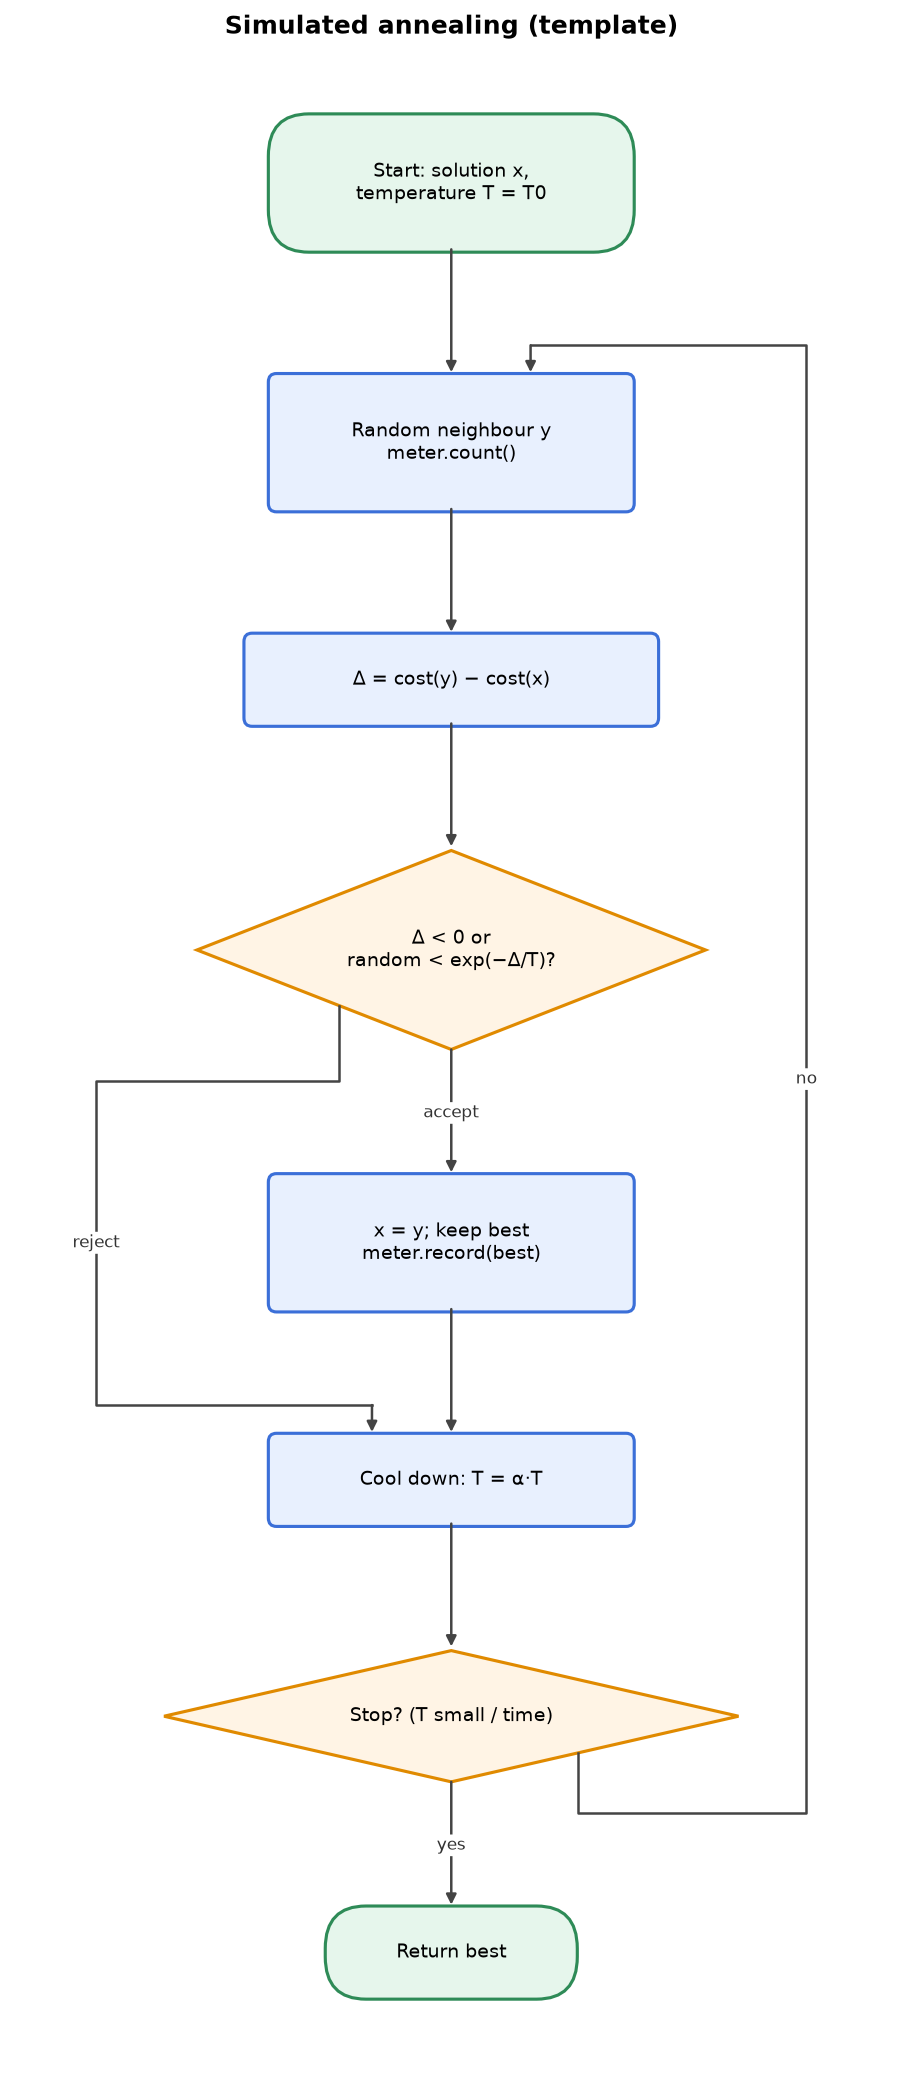 Simulated annealing (template)
Start: solution x,
temperature T = T0
Random neighbour y
meter.count()
Δ = cost(y) − cost(x)
Δ < 0 or
random < exp(−Δ/T)?
no
accept
x = y; keep best
meter.record(best)
reject
Cool down: T = α·T
Stop? (T small / time)
yes
Return best